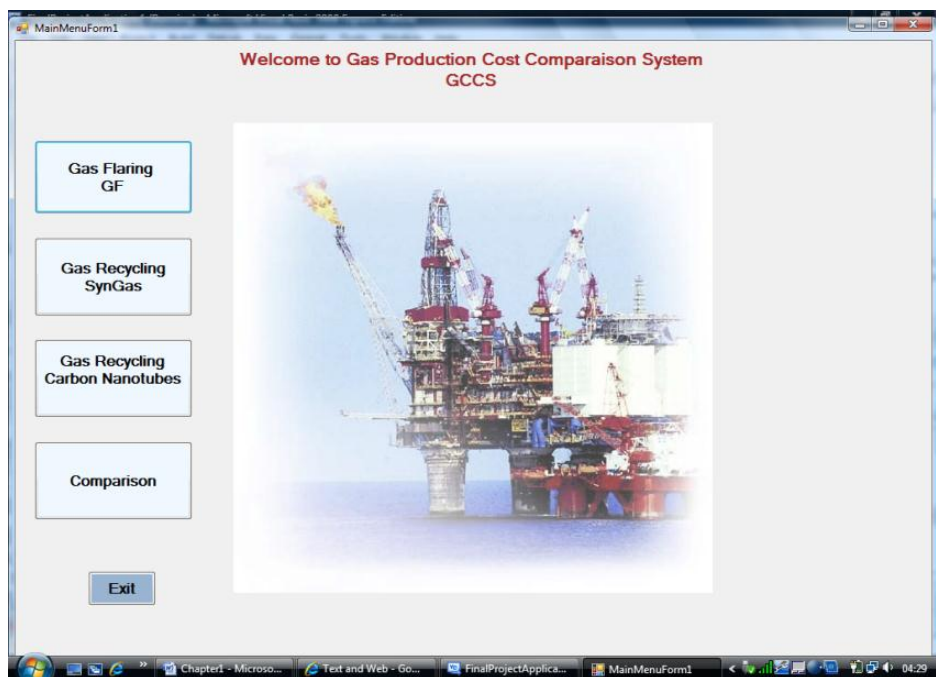 MainMenuForm1
Welcome to Gas Production Cost Comparaison System
GCCS
Gas Flaring
GF
Gas Recycling
SynGas
Gas Recycling
Carbon Nanotubes
Comparison
Exit
Chapter1 - Microso...
Text and Web - Go...
FinalProjectApplica...
MainMenuForm1
04:29